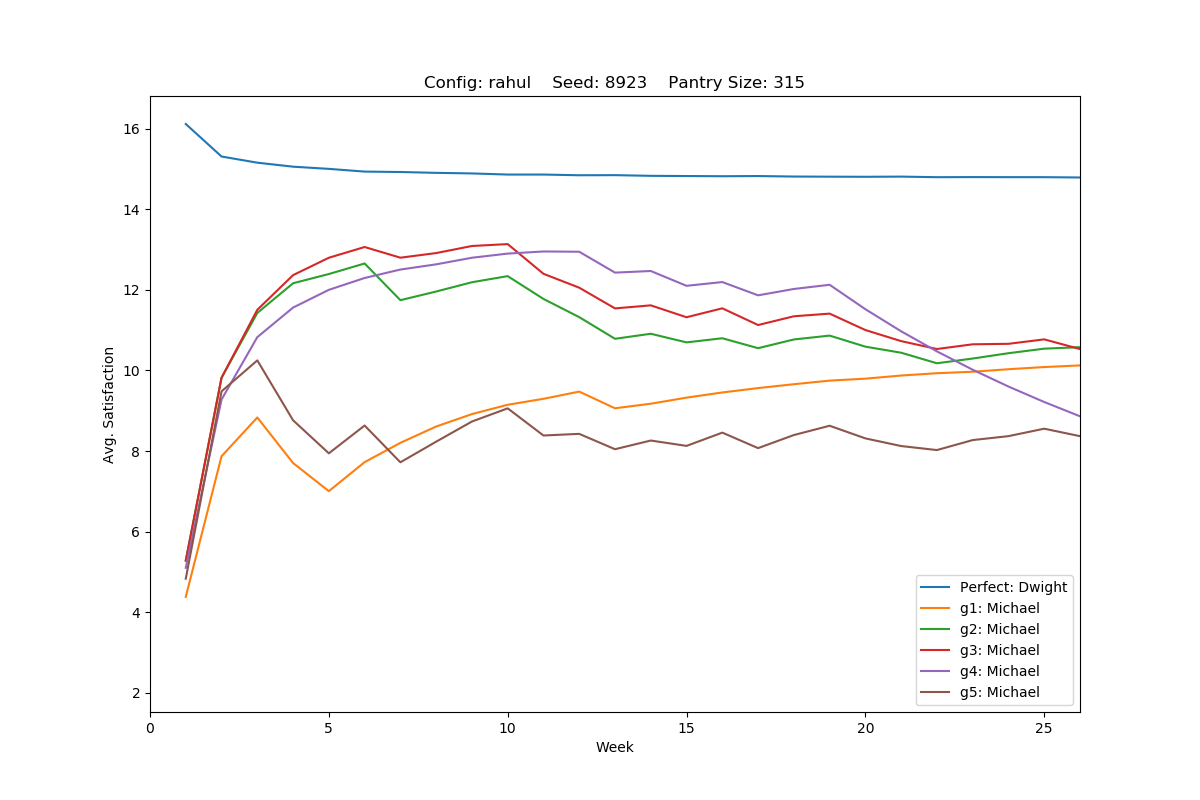 Config: rahul    Seed: 8923    Pantry Size: 315
16
14
12
10
8
6
4
2
Avg. Satisfaction
Perfect: Dwight
g1: Michael
g2: Michael
g3: Michael
g4: Michael
g5: Michael
0 5 10 15 20 25
Week